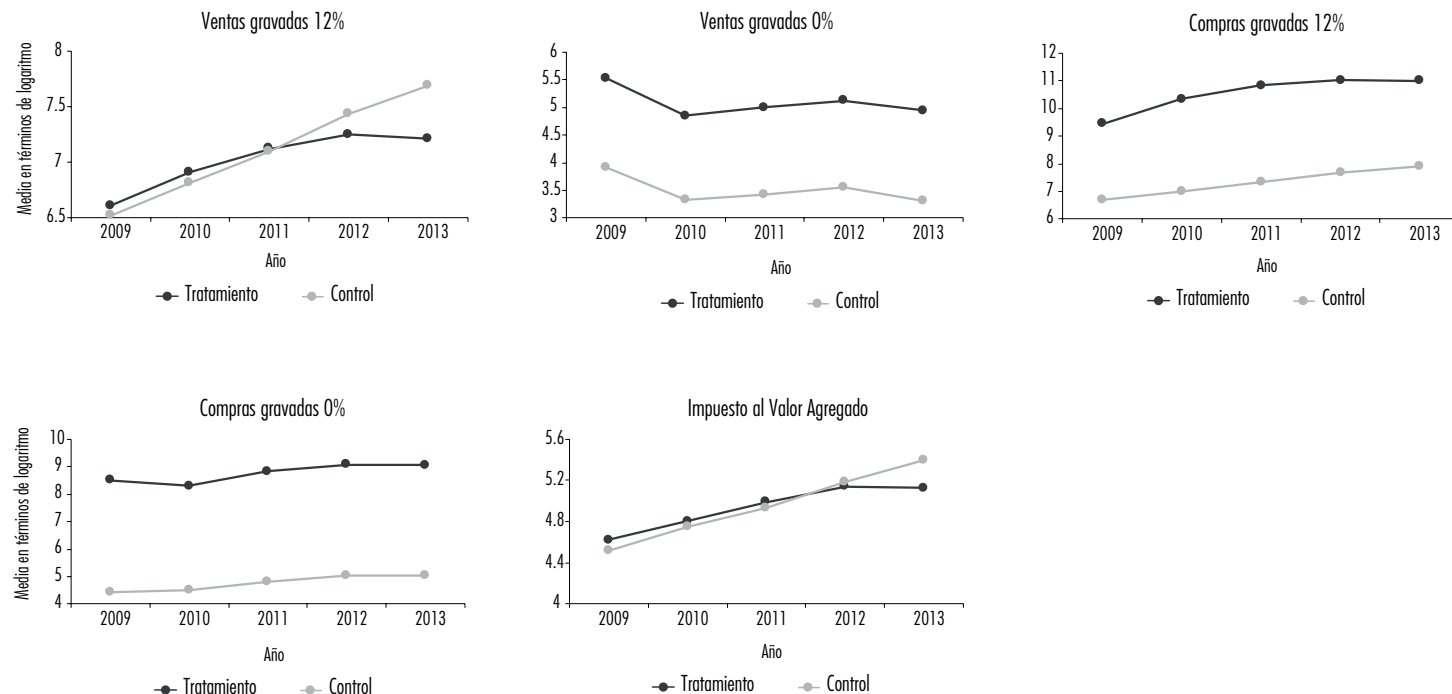 Ventas gravadas 12%
Media en términos de logaritmo
8
7.5
7
6.5
2009 2010 2011 2012 2013
Año
Tratamiento Control
Ventas gravadas 0%
6
5.5
5
4.5
4
3.5
3
2009 2010 2011 2012 2013
Año
Tratamiento Control
Compras gravadas 12%
12
11
10
9
8
7
6
2009 2010 2011 2012 2013
Año
Tratamiento Control
Compras gravadas 0%
Media en términos de logaritmo
10
9
8
7
6
5
4
2009 2010 2011 2012 2013
Año
Tratamiento Control
Impuesto al Valor Agregado
5.6
5.2
4.8
4.4
4
2009 2010 2011 2012 2013
Año
Tratamiento Control